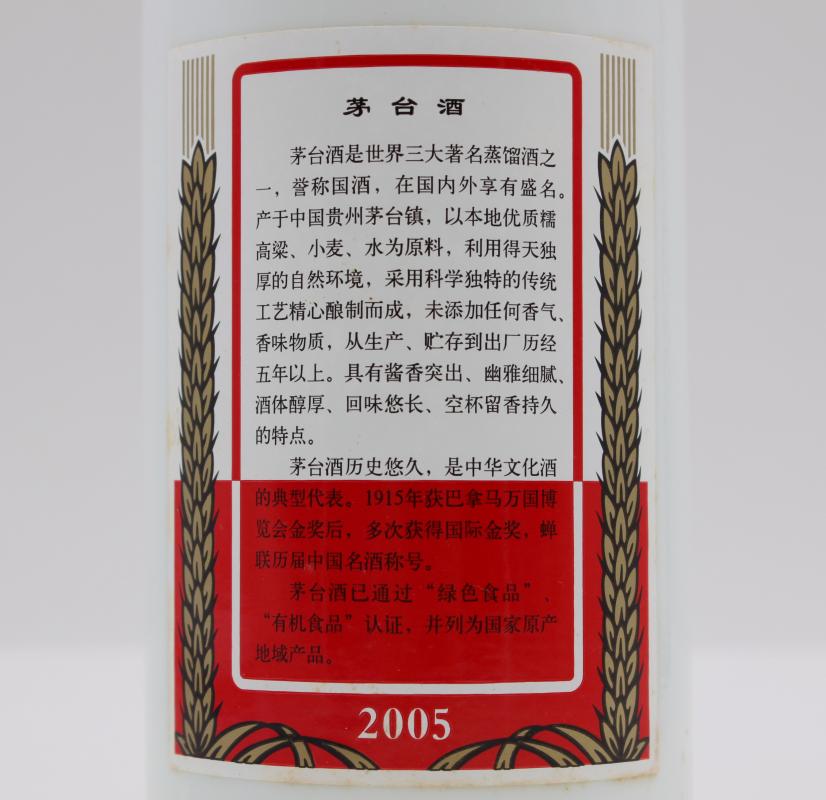 茅台酒
茅台酒是世界三大著名蒸馏酒之
一，誉称国酒，在国内外享有盛名。
产于中国贵州茅台镇，以本地优质糯
高粱、小麦、水为原料，利用得天独
厚的自然环境，采用科学独特的传统
工艺精心酿制而成，未添加任何香气、
香味物质，从生产、贮存到出厂历经
五年以上。具有酱香突出、幽雅细腻、
酒体醇厚、回味悠长、空杯留香持久
的特点。
茅台酒历史悠久，是中华文化酒
的典型代表。1915年获巴拿马万国博
览会金奖后，多次获得国际金奖，蝉
联历届中国名酒称号。
茅台酒已通过“绿色食品”、
“有机食品”认证，并列为国家原产
地域产品。
2005